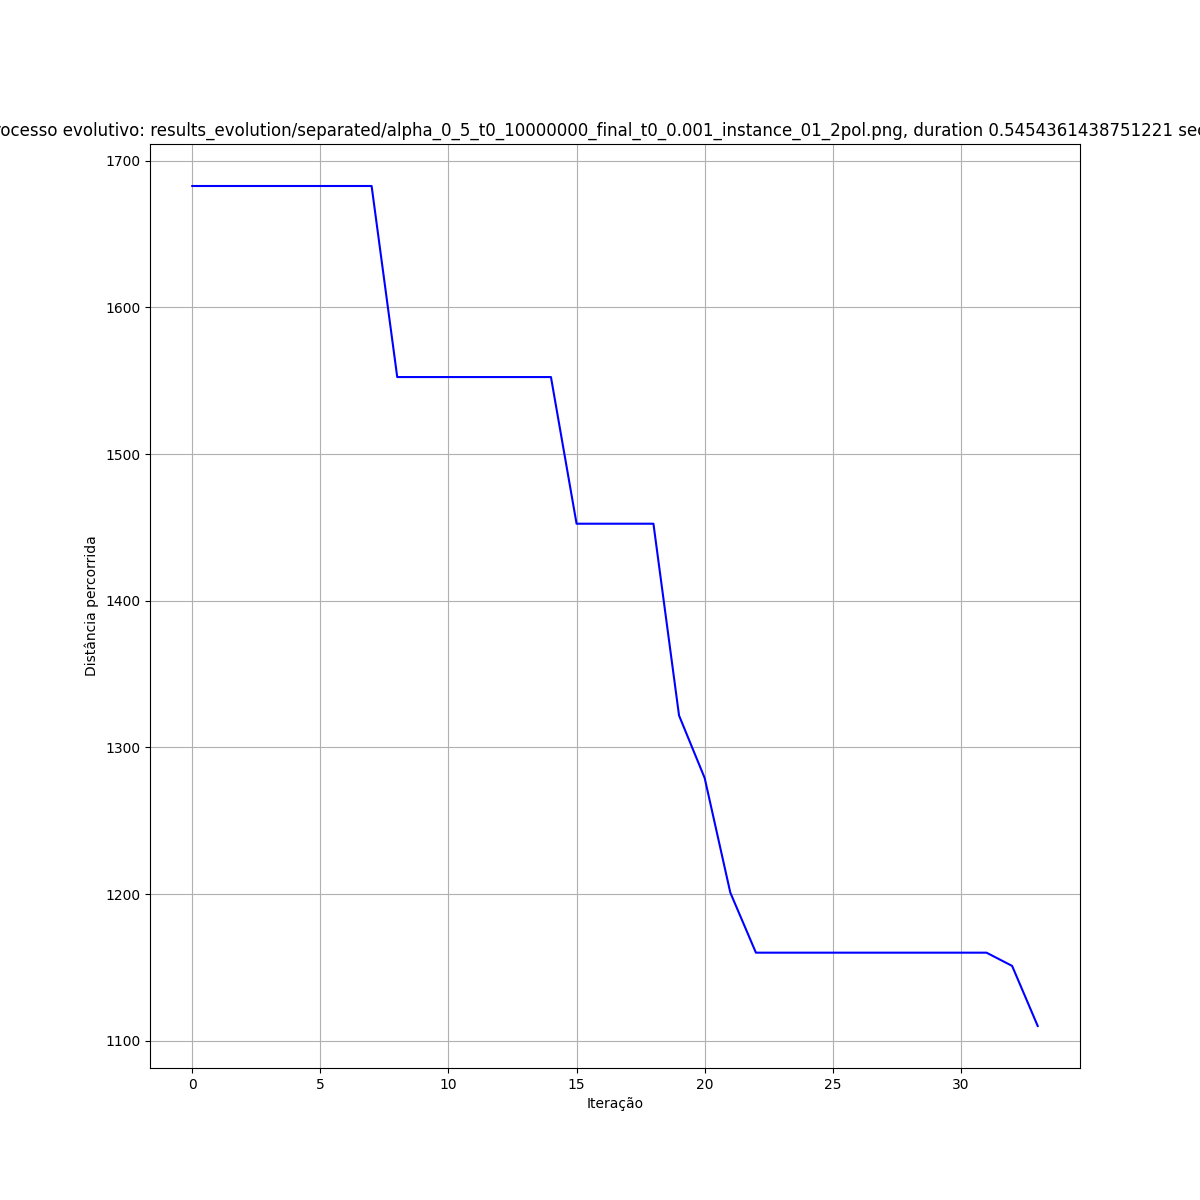 ocesso evolutivo: results_evolution/separated/alpha_0_5_t0_10000000_final_t0_0.001_instance_01_2pol.png, duration 0.5454361438751221 sec
1700
1600
1500
1400
1300
1200
1100
Distância percorrida
0 5 10 15 20 25 30
Iteração